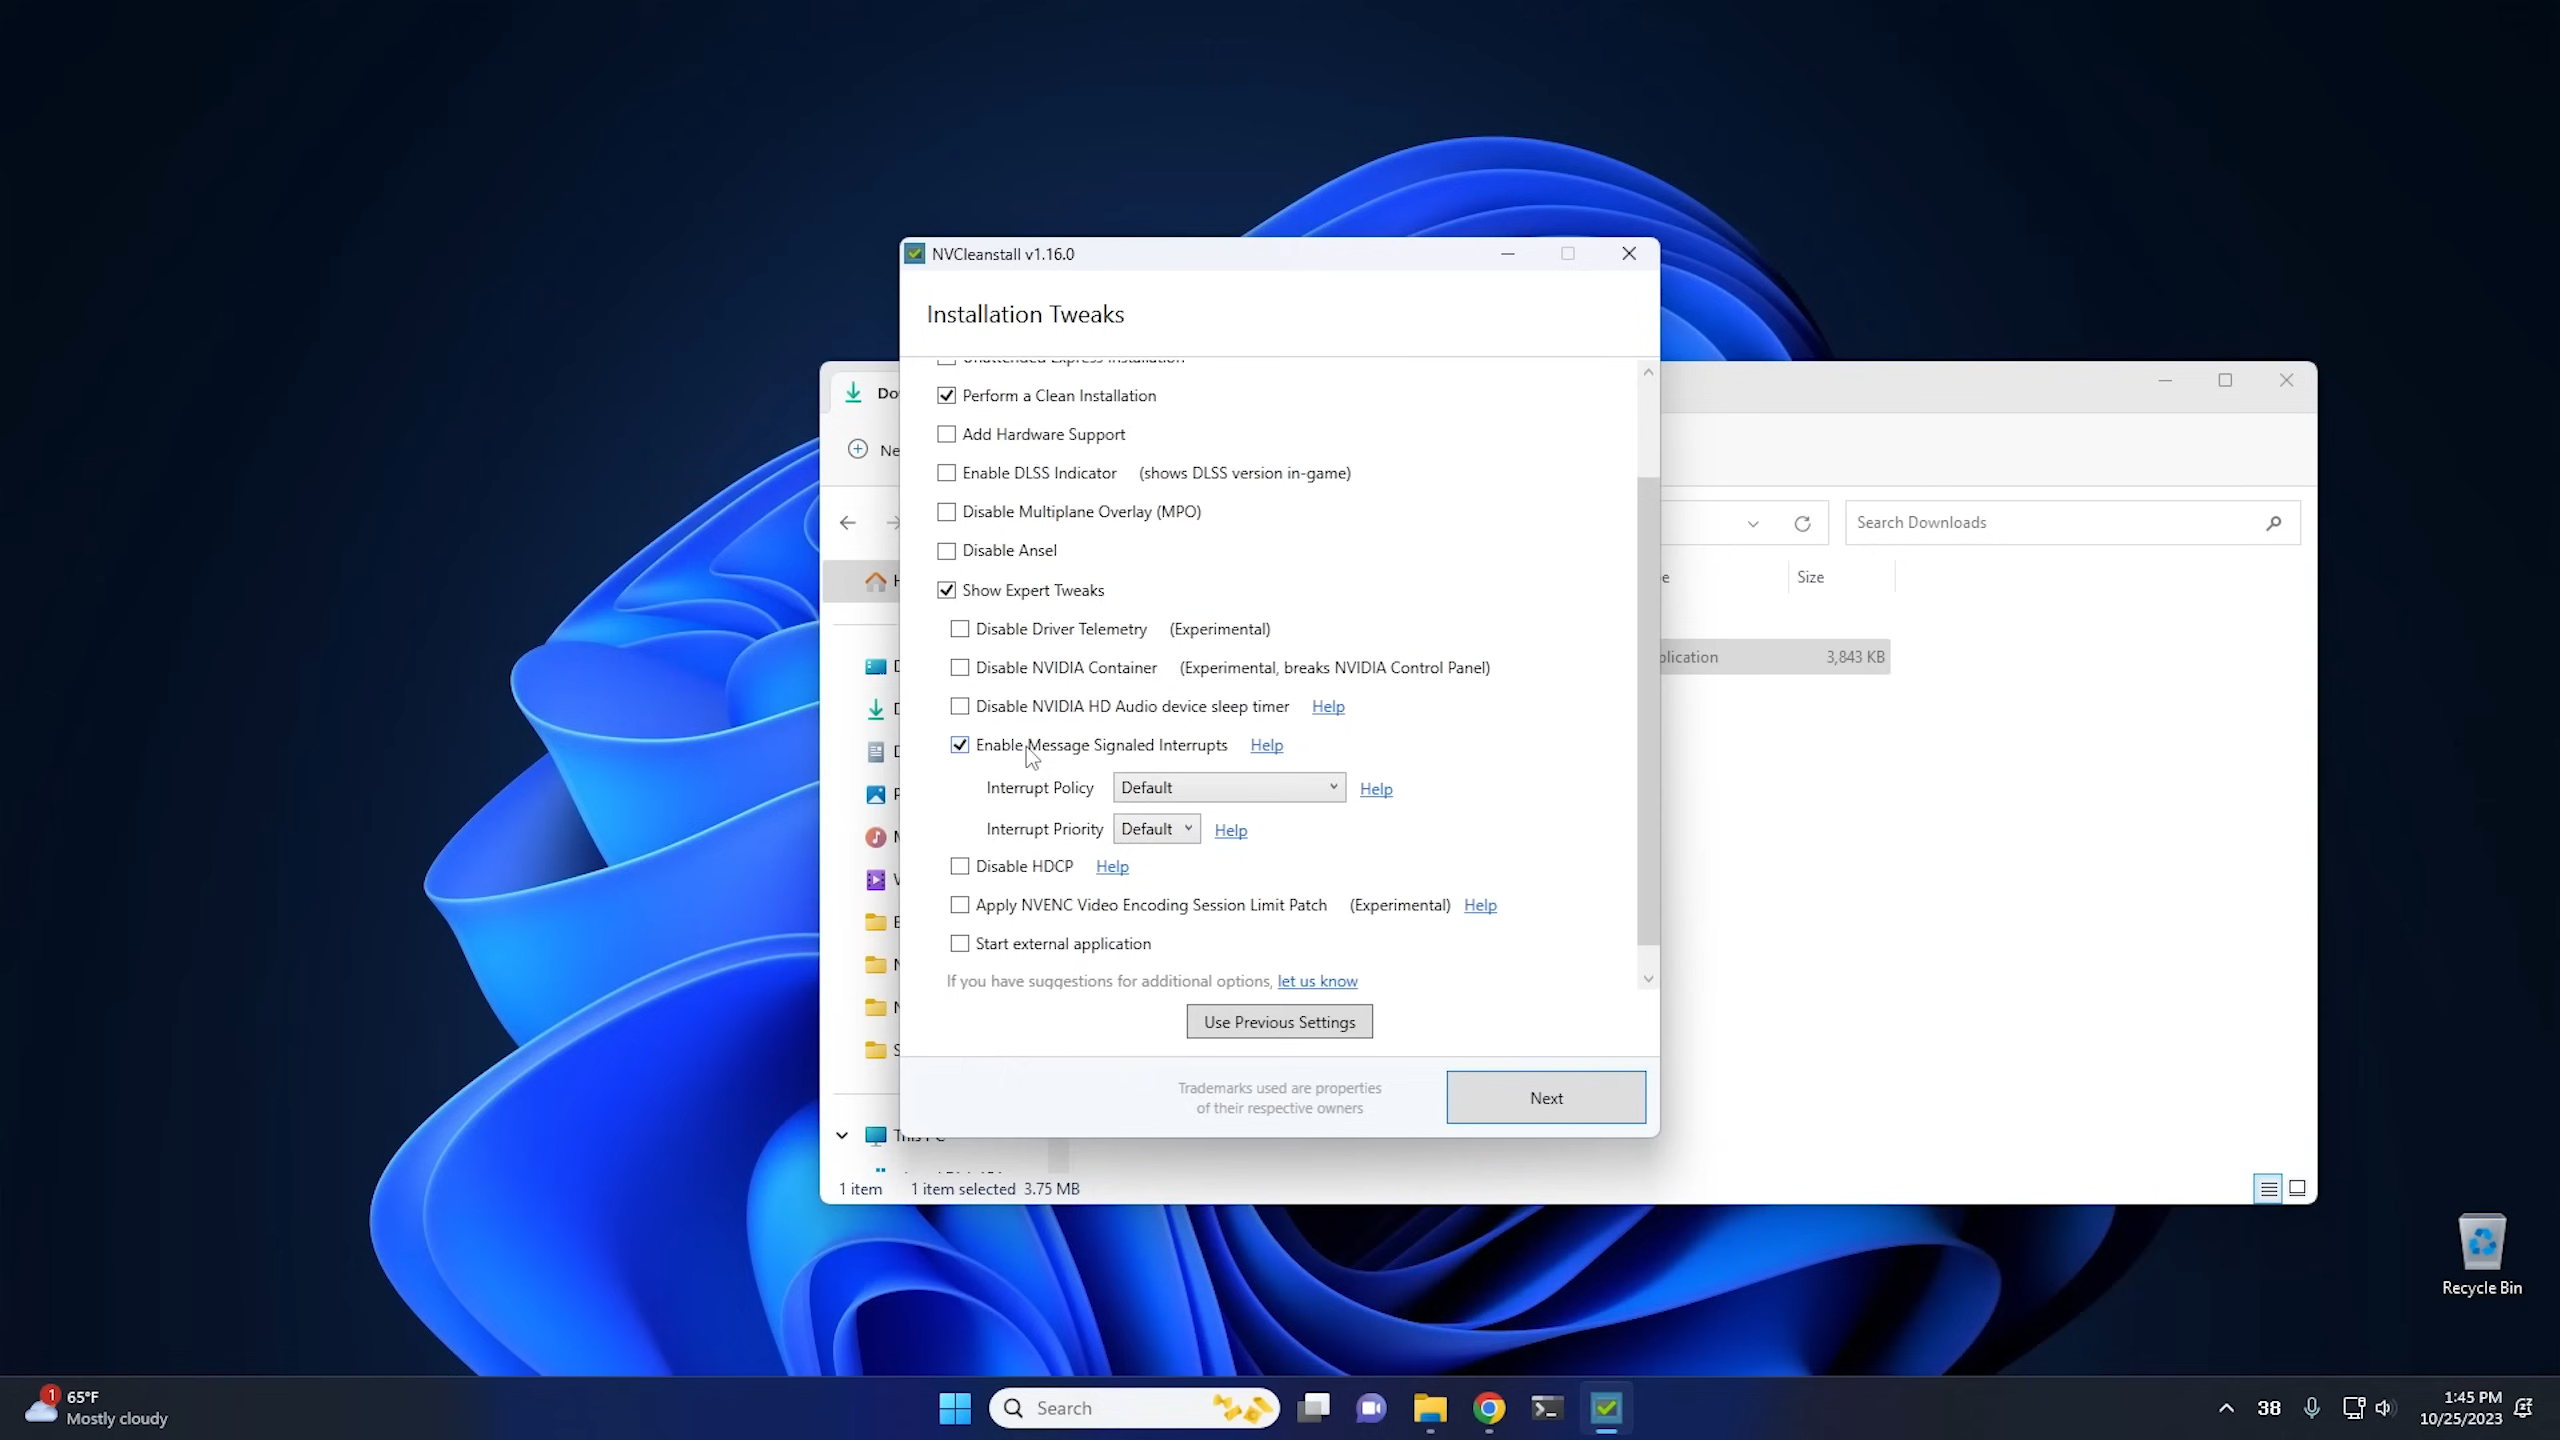 NVCleanstall v1.16.0
Installation Tweaks
Unattended Express Installation
Perform a Clean Installation
Add Hardware Support
Enable DLSS Indicator (shows DLSS version in-game)
Disable Multiplane Overlay (MPO)
Disable Ansel
Show Expert Tweaks
Disable Driver Telemetry (Experimental)
Disable NVIDIA Container (Experimental, breaks NVIDIA Control Panel)
Disable NVIDIA HD Audio device sleep timer Help
Enable Message Signaled Interrupts Help
Interrupt Policy Default Help
Interrupt Priority Default Help
Disable HDCP Help
Apply NVENC Video Encoding Session Limit Patch (Experimental) Help
Start external application
If you have suggestions for additional options, let us know
Use Previous Settings
Trademarks used are properties
of their respective owners
Next
Search Downloads
Size
3,843 KB
This PC
1 item 1 item selected 3.75 MB
Recycle Bin
1
65°F
Mostly cloudy
Search
38
1:45 PM
10/25/2023